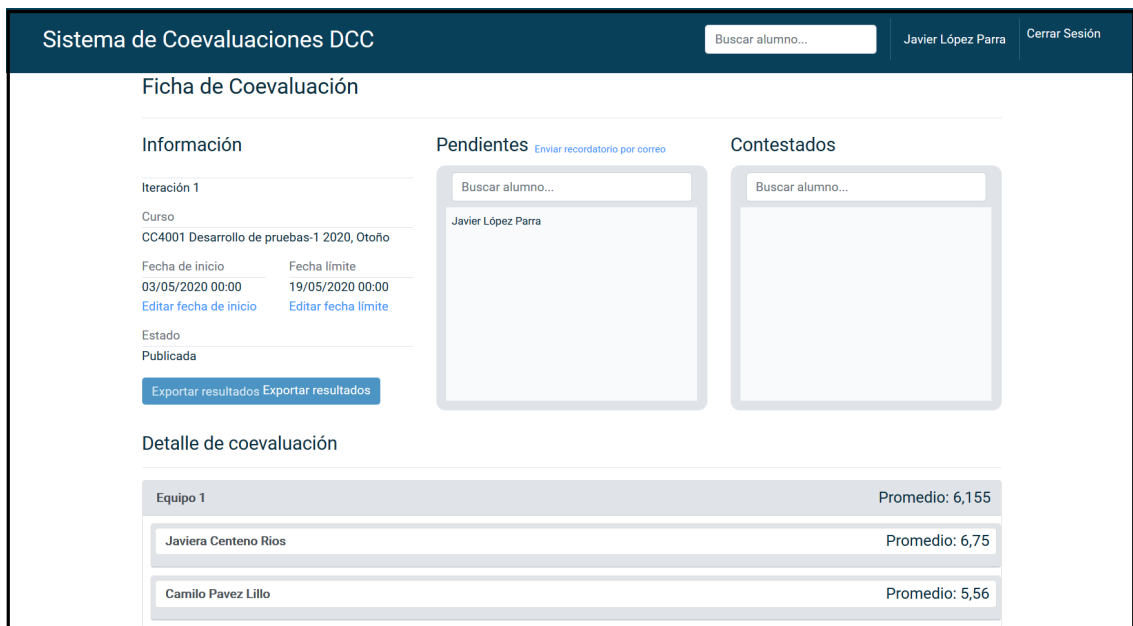 Sistema de Coevaluaciones DCC
Buscar alumno...
Javier López Parra
Cerrar Sesión
Ficha de Coevaluación
Información
Iteración 1
Curso
CC4001 Desarrollo de pruebas-1 2020, Otoño
Fecha de inicio
Fecha límite
03/05/2020 00:00
19/05/2020 00:00
Editar fecha de inicio
Editar fecha límite
Estado
Publicada
Exportar resultados Exportar resultados
Pendientes Enviar recordatorio por correo
Buscar alumno...
Javier López Parra
Contestados
Buscar alumno...
Detalle de coevaluación
Equipo 1
Promedio: 6,155
Javiera Centeno Rios
Promedio: 6,75
Camilo Pavez Lillo
Promedio: 5,56